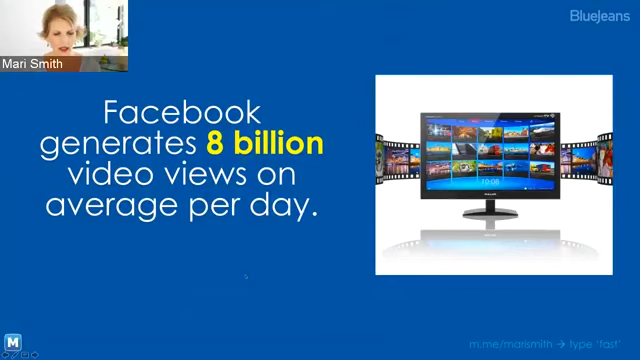 BlueJeans
Mari Smith
Facebook
generates 8 billion
video views on
average per day.
10:08
M
m.me/marismith → type 'fast'